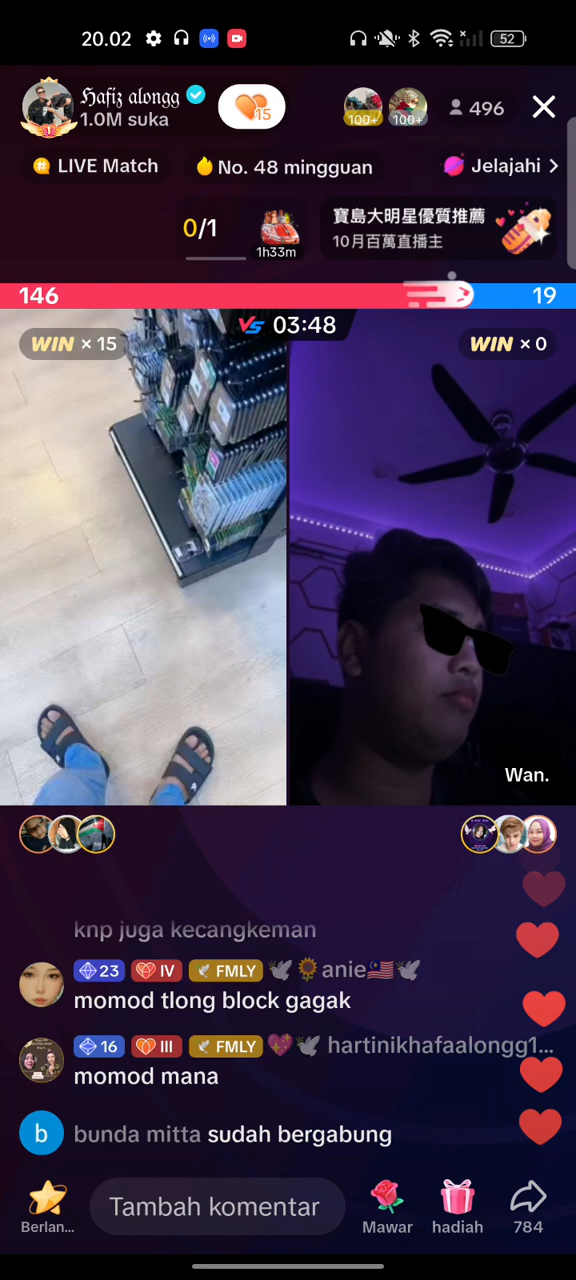 20.02
52
Hafiz alongg
1.0M suka
15
100+
100+
496
LIVE Match
No. 48 mingguan
Jelajahi
0/1
1h33m
寶島大明星優質推薦
10月百萬直播主
146
19
VS 03:48
WIN × 15
WIN × 0
Wan.
knp juga kecangkeman
23 IV FMLY anie
momod tlong block gagak
16 III FMLY hartinikhafaalongg1...
momod mana
b
bunda mitta sudah bergabung
Berlan...
Tambah komentar
Mawar
hadiah
784